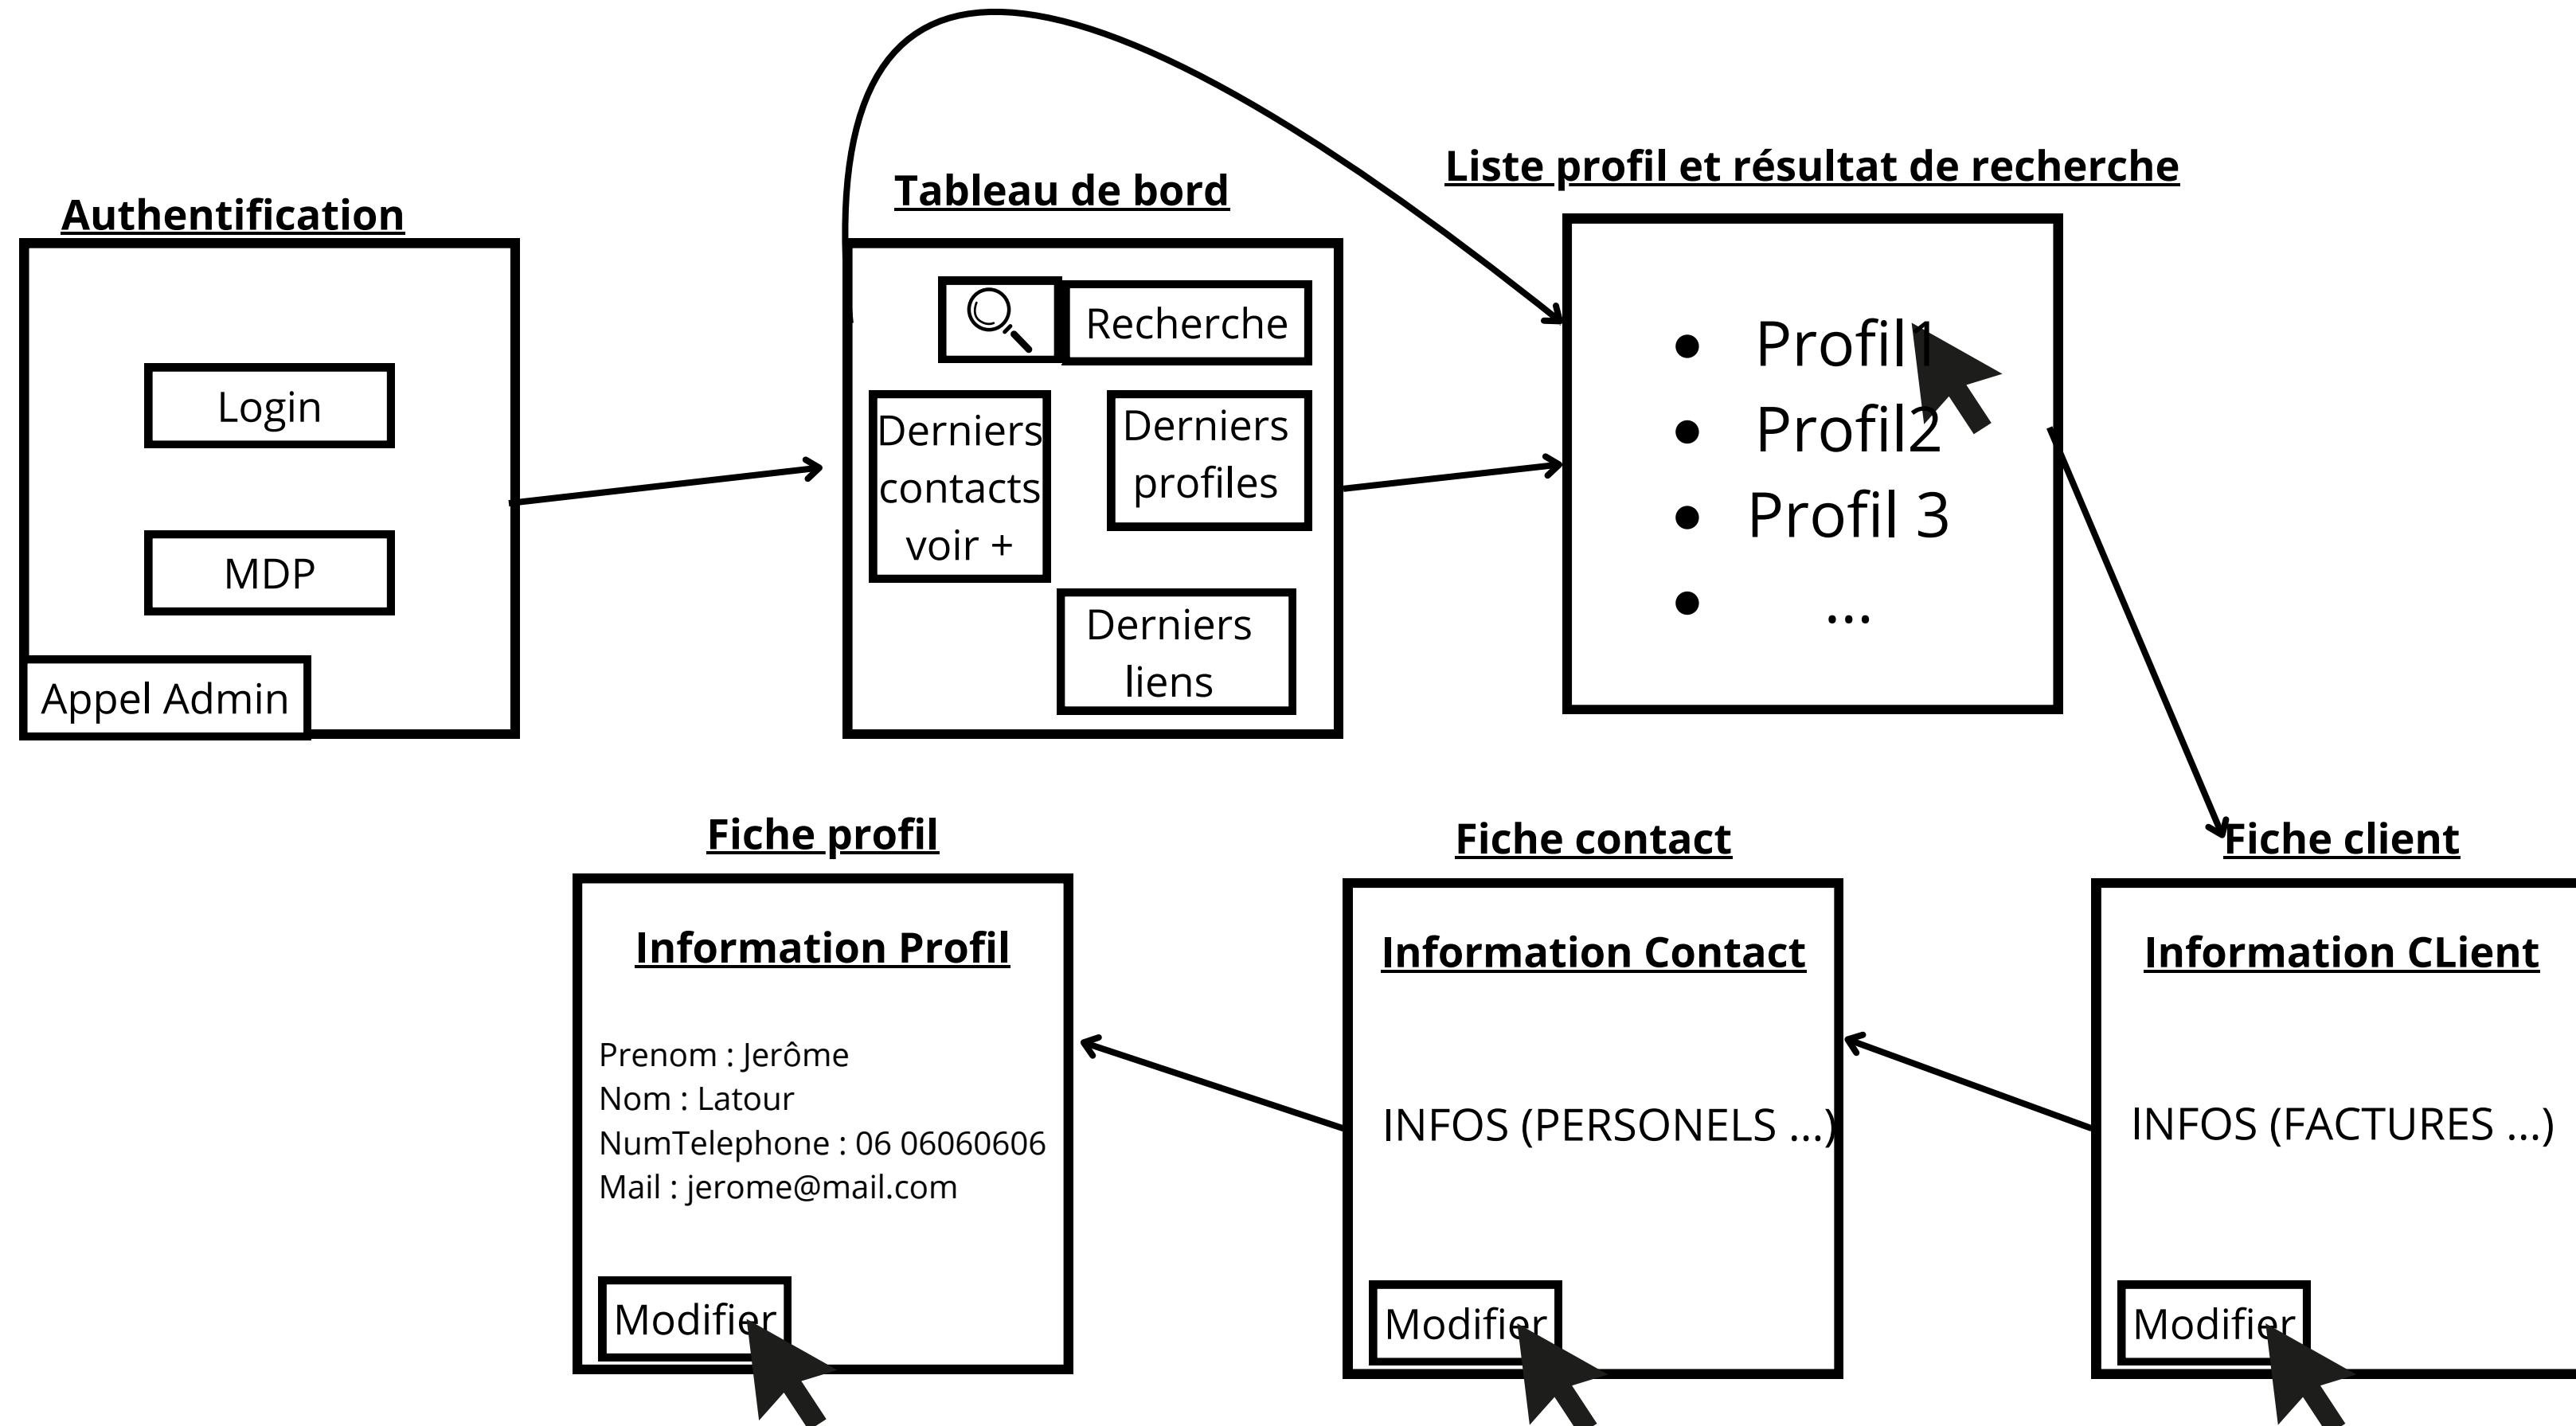 Authentification
Login
MDP
Appel Admin
Tableau de bord
Recherche
Derniers
contacts
voir +
Derniers
profiles
Derniers
liens
Liste profil et résultat de recherche
• Profil1
• Profil2
• Profil 3
• ...
Fiche profil
Information Profil
Prenom : Jerôme
Nom : Latour
NumTelephone : 06 06060606
Mail : jerome@mail.com
Modifier
Fiche contact
Information Contact
INFOS (PERSONELS ...)
Modifier
Fiche client
Information CLient
INFOS (FACTURES ...)
Modifier